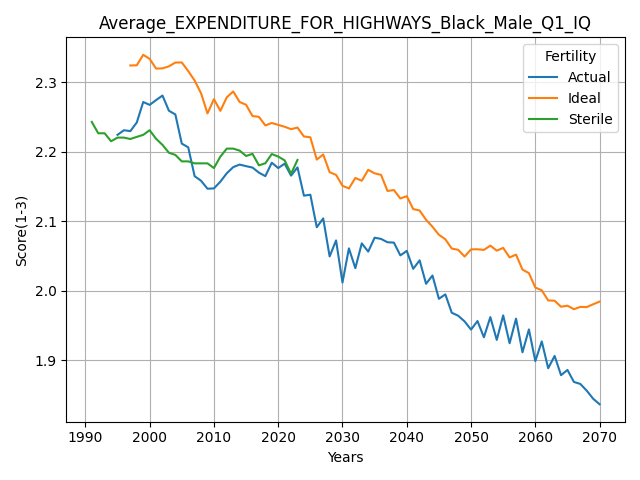 Average_EXPENDITURE_FOR_HIGHWAYS_Black_Male_Q1_IQ
Fertility
Actual
Ideal
Sterile
Score(1-3)
2.3
2.2
2.1
2.0
1.9
1990 2000 2010 2020 2030 2040 2050 2060 2070
Years